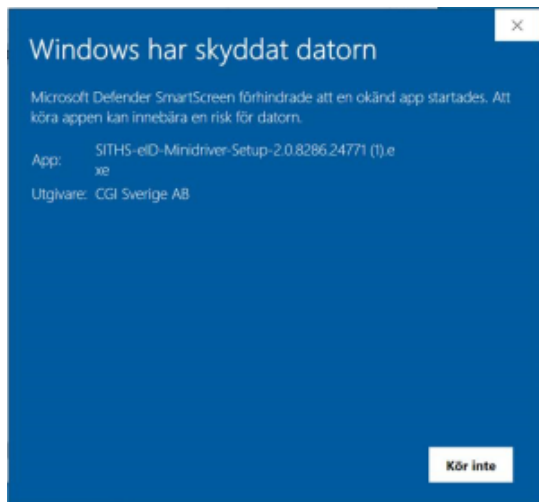 Windows har skyddat datorn
Microsoft Defender SmartScreen förhindrade att en okänd app startades. Att
köra appen kan innebära en risk för datorn.
App: SITHS-eID-Minidriver-Setup-2.0.8286.24771 (1).e
xe
Utgivare: CGI Sverige AB
Kör inte